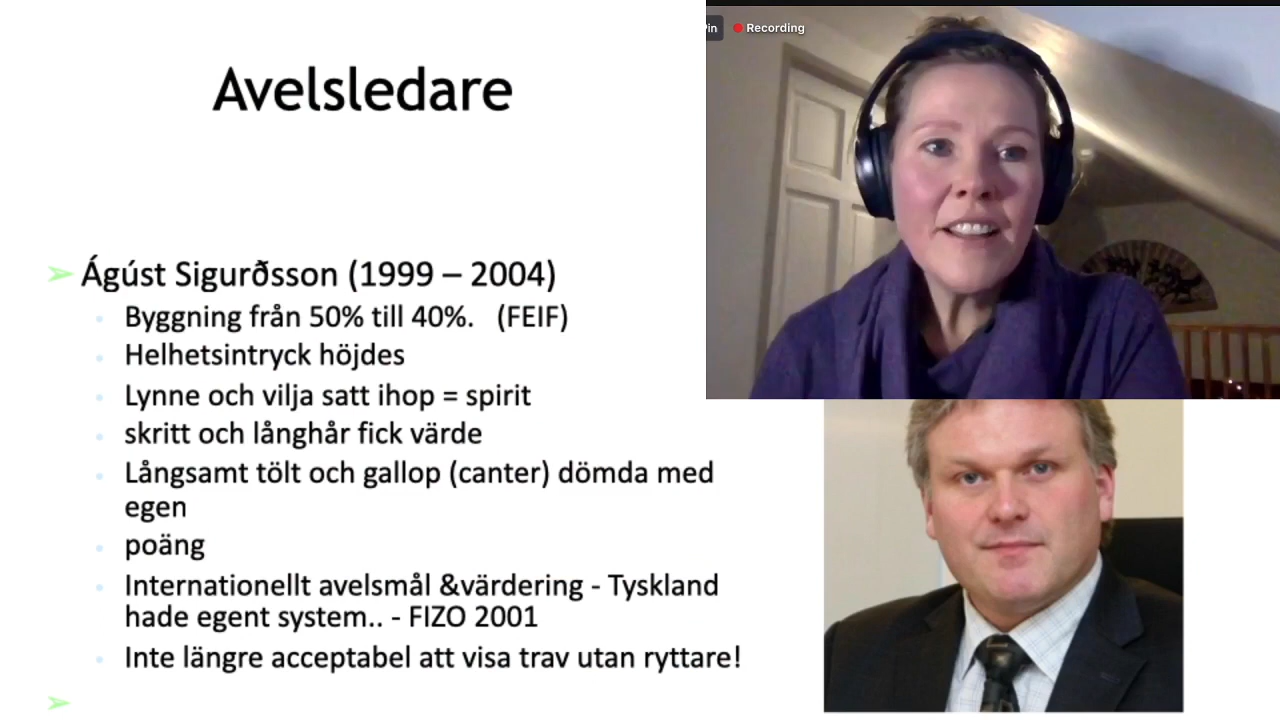 in
Recording
Avelsledare
Ágúst Sigurðsson (1999 – 2004)
Byggning från 50% till 40%. (FEIF)
Helhetsintryck höjdes
Lynne och vilja satt ihop = spirit
skritt och långhår fick värde
Långsamt tölt och gallop (canter) dömda med
egen
poäng
Internationellt avelsmål &värdering - Tyskland
hade egent system.. - FIZO 2001
Inte längre acceptabel att visa trav utan ryttare!